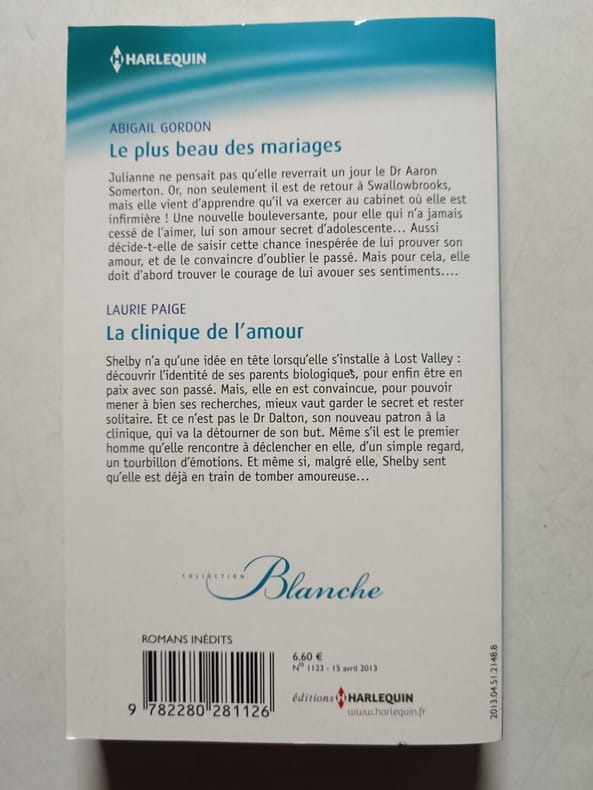 HARLEQUIN
ABIGAIL GORDON
Le plus beau des mariages
Julianne ne pensait pas qu'elle reverrait un jour le Dr Aaron
Somerton. Or, non seulement il est de retour à Swallowbrooks,
mais elle vient d'apprendre qu'il va exercer au cabinet où elle est
infirmière ! Une nouvelle bouleversante, pour elle qui n'a jamais
cessé de l'aimer, lui son amour secret d'adolescente... Aussi
décide-t-elle de saisir cette chance inespérée de lui prouver son
amour, et de le convaincre d'oublier le passé. Mais pour cela, elle
doit d'abord trouver le courage de lui avouer ses sentiments....
LAURIE PAIGE
La clinique de l'amour
Shelby n'a qu'une idée en tête lorsqu'elle s'installe à Lost Valley :
découvrir l'identité de ses parents biologiques, pour enfin être en
paix avec son passé. Mais, elle en est convaincue, pour pouvoir
mener à bien ses recherches, mieux vaut garder le secret et rester
solitaire. Et ce n'est pas le Dr Dalton, son nouveau patron à la
clinique, qui va la détourner de son but. Même s'il est le premier
homme qu'elle rencontre à déclencher en elle, d'un simple regard,
un tourbillon d'émotions. Et même si, malgré elle, Shelby sent
qu'elle est déjà en train de tomber amoureuse...
COLLECTION Blanche
ROMANS INÉDITS
6,60 €
N° 1123 - 15 avril 2013
9 782280 281126
éditions HARLEQUIN
www.harlequin.fr
2013.04.51.2148.8